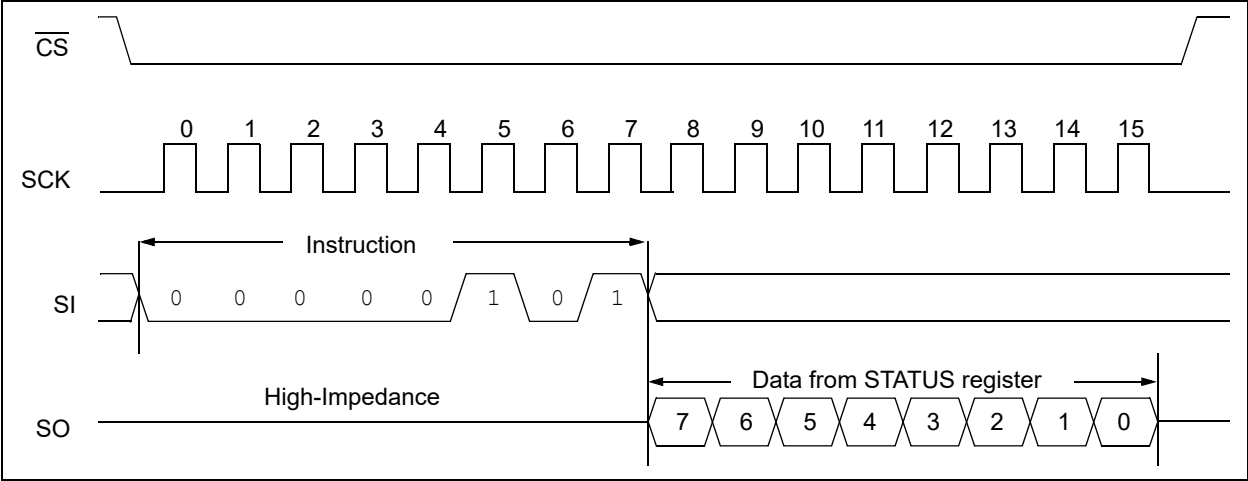 CS
0 1 2 3 4 5 6 7 8 9 10 11 12 13 14 15
SCK
Instruction
SI 0 0 0 0 0 1 0 1
Data from STATUS register
High-Impedance
SO 7 6 5 4 3 2 1 0